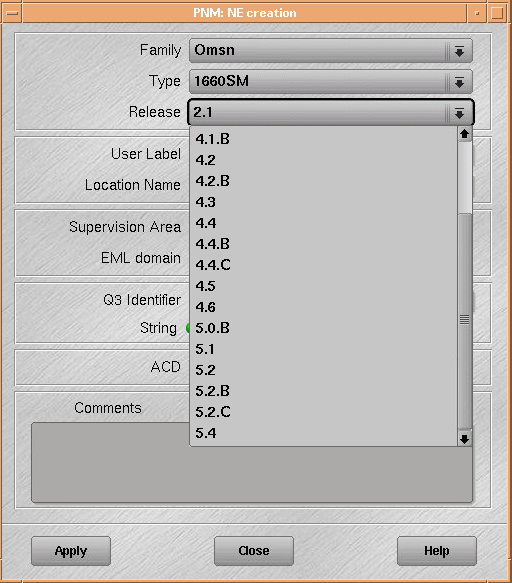 PNM: NE creation
Family Omsn
Type 1660SM
Release 2.1
4.1.B
User Label
4.2
4.2.B
Location Name
4.3
Supervision Area
4.4
4.4.B
EML domain
4.4.C
4.5
Q3 Identifier
4.6
String
5.0.B
5.1
ACD
5.2
5.2.B
Comments
5.2.C
5.4
Apply Close Help